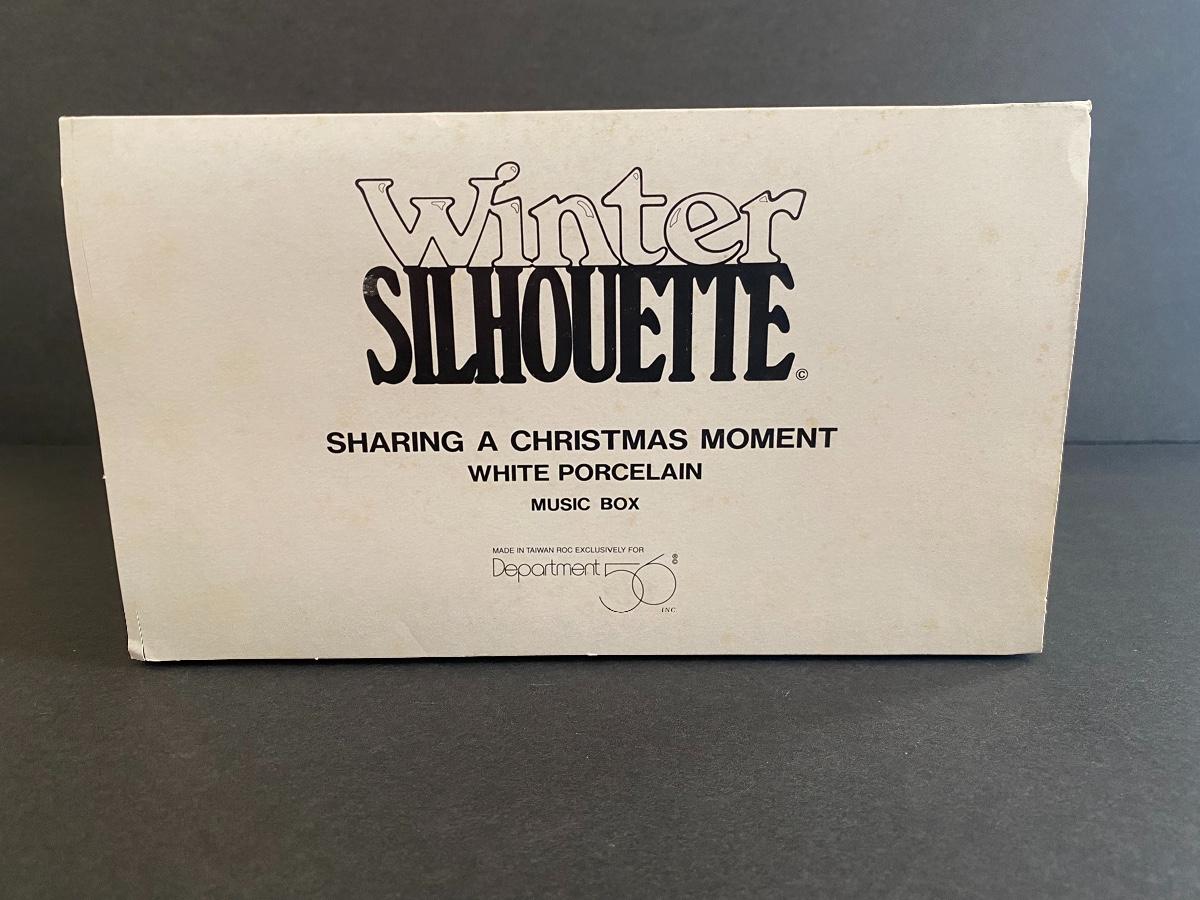 Winter
SILHOUETTE ©
SHARING A CHRISTMAS MOMENT
WHITE PORCELAIN
MUSIC BOX
MADE IN TAIWAN ROC EXCLUSIVELY FOR
Department 56 ®©
INC